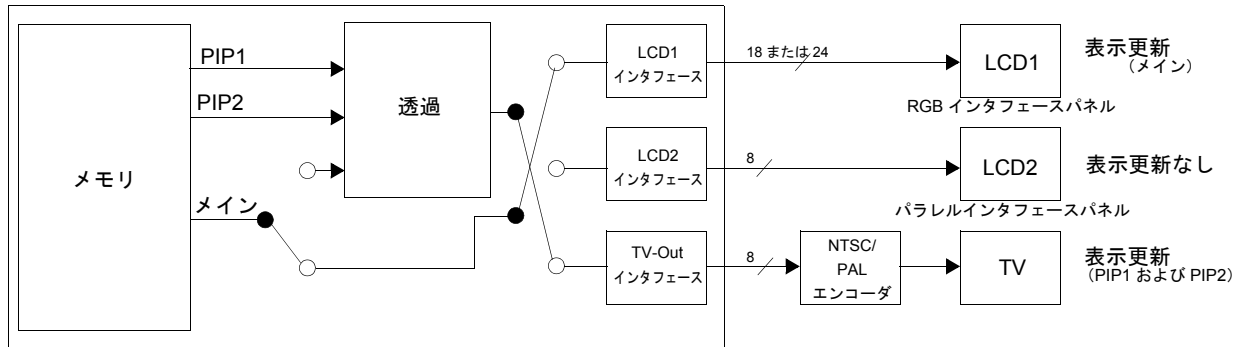 メモリ
PIP1
PIP2
メイン
透過
LCD1
インタフェース
18 または 24
LCD1
RGB インタフェースパネル
表示更新
(メイン)
LCD2
インタフェース
8
LCD2
パラレルインタフェースパネル
表示更新なし
TV-Out
インタフェース
8
NTSC/
PAL
エンコーダ
TV
表示更新
(PIP1 および PIP2)